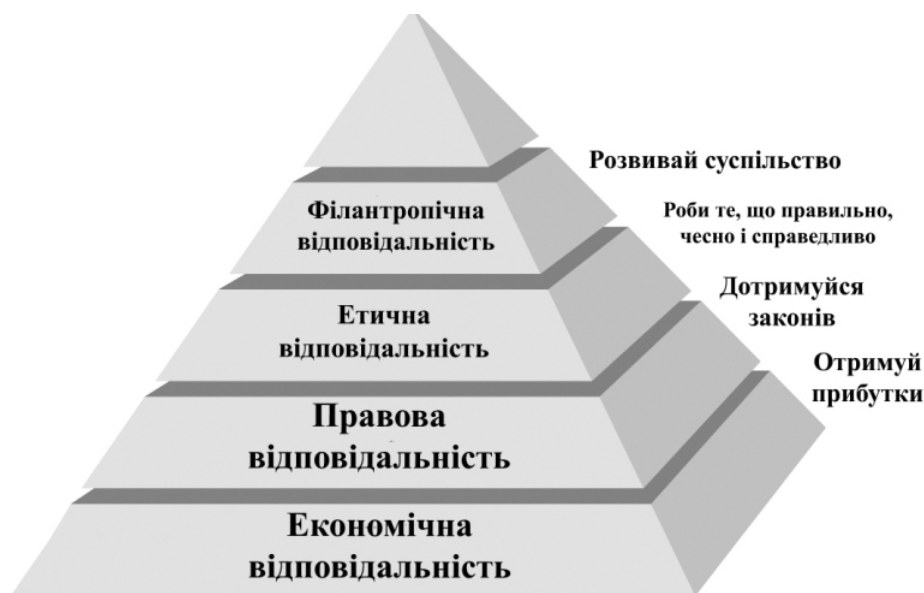 Розвивай суспільство
Філантропічна
відповідальність
Роби те, що правильно,
чесно і справедливо
Етична
відповідальність
Дотримуйся
законів
Правова
відповідальність
Отримуй
прибутки
Економічна
відповідальність